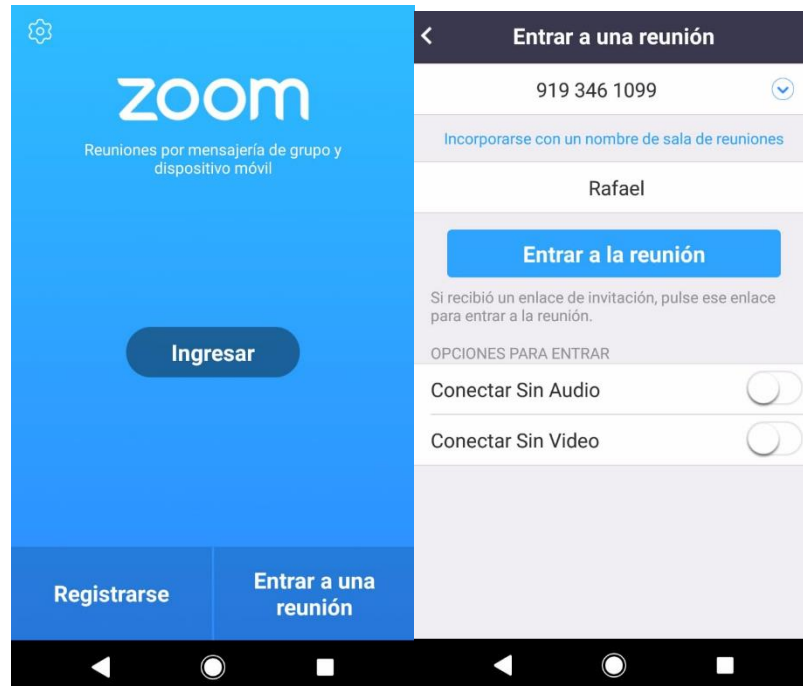 zoom
Reuniones por mensajería de grupo y
dispositivo móvil
Ingresar
Registrarse
Entrar a una
reunión
Entrar a una reunión
919 346 1099
Incorporarse con un nombre de sala de reuniones
Rafael
Entrar a la reunión
Si recibió un enlace de invitación, pulse ese enlace
para entrar a la reunión.
OPCIONES PARA ENTRAR
Conectar Sin Audio
Conectar Sin Video